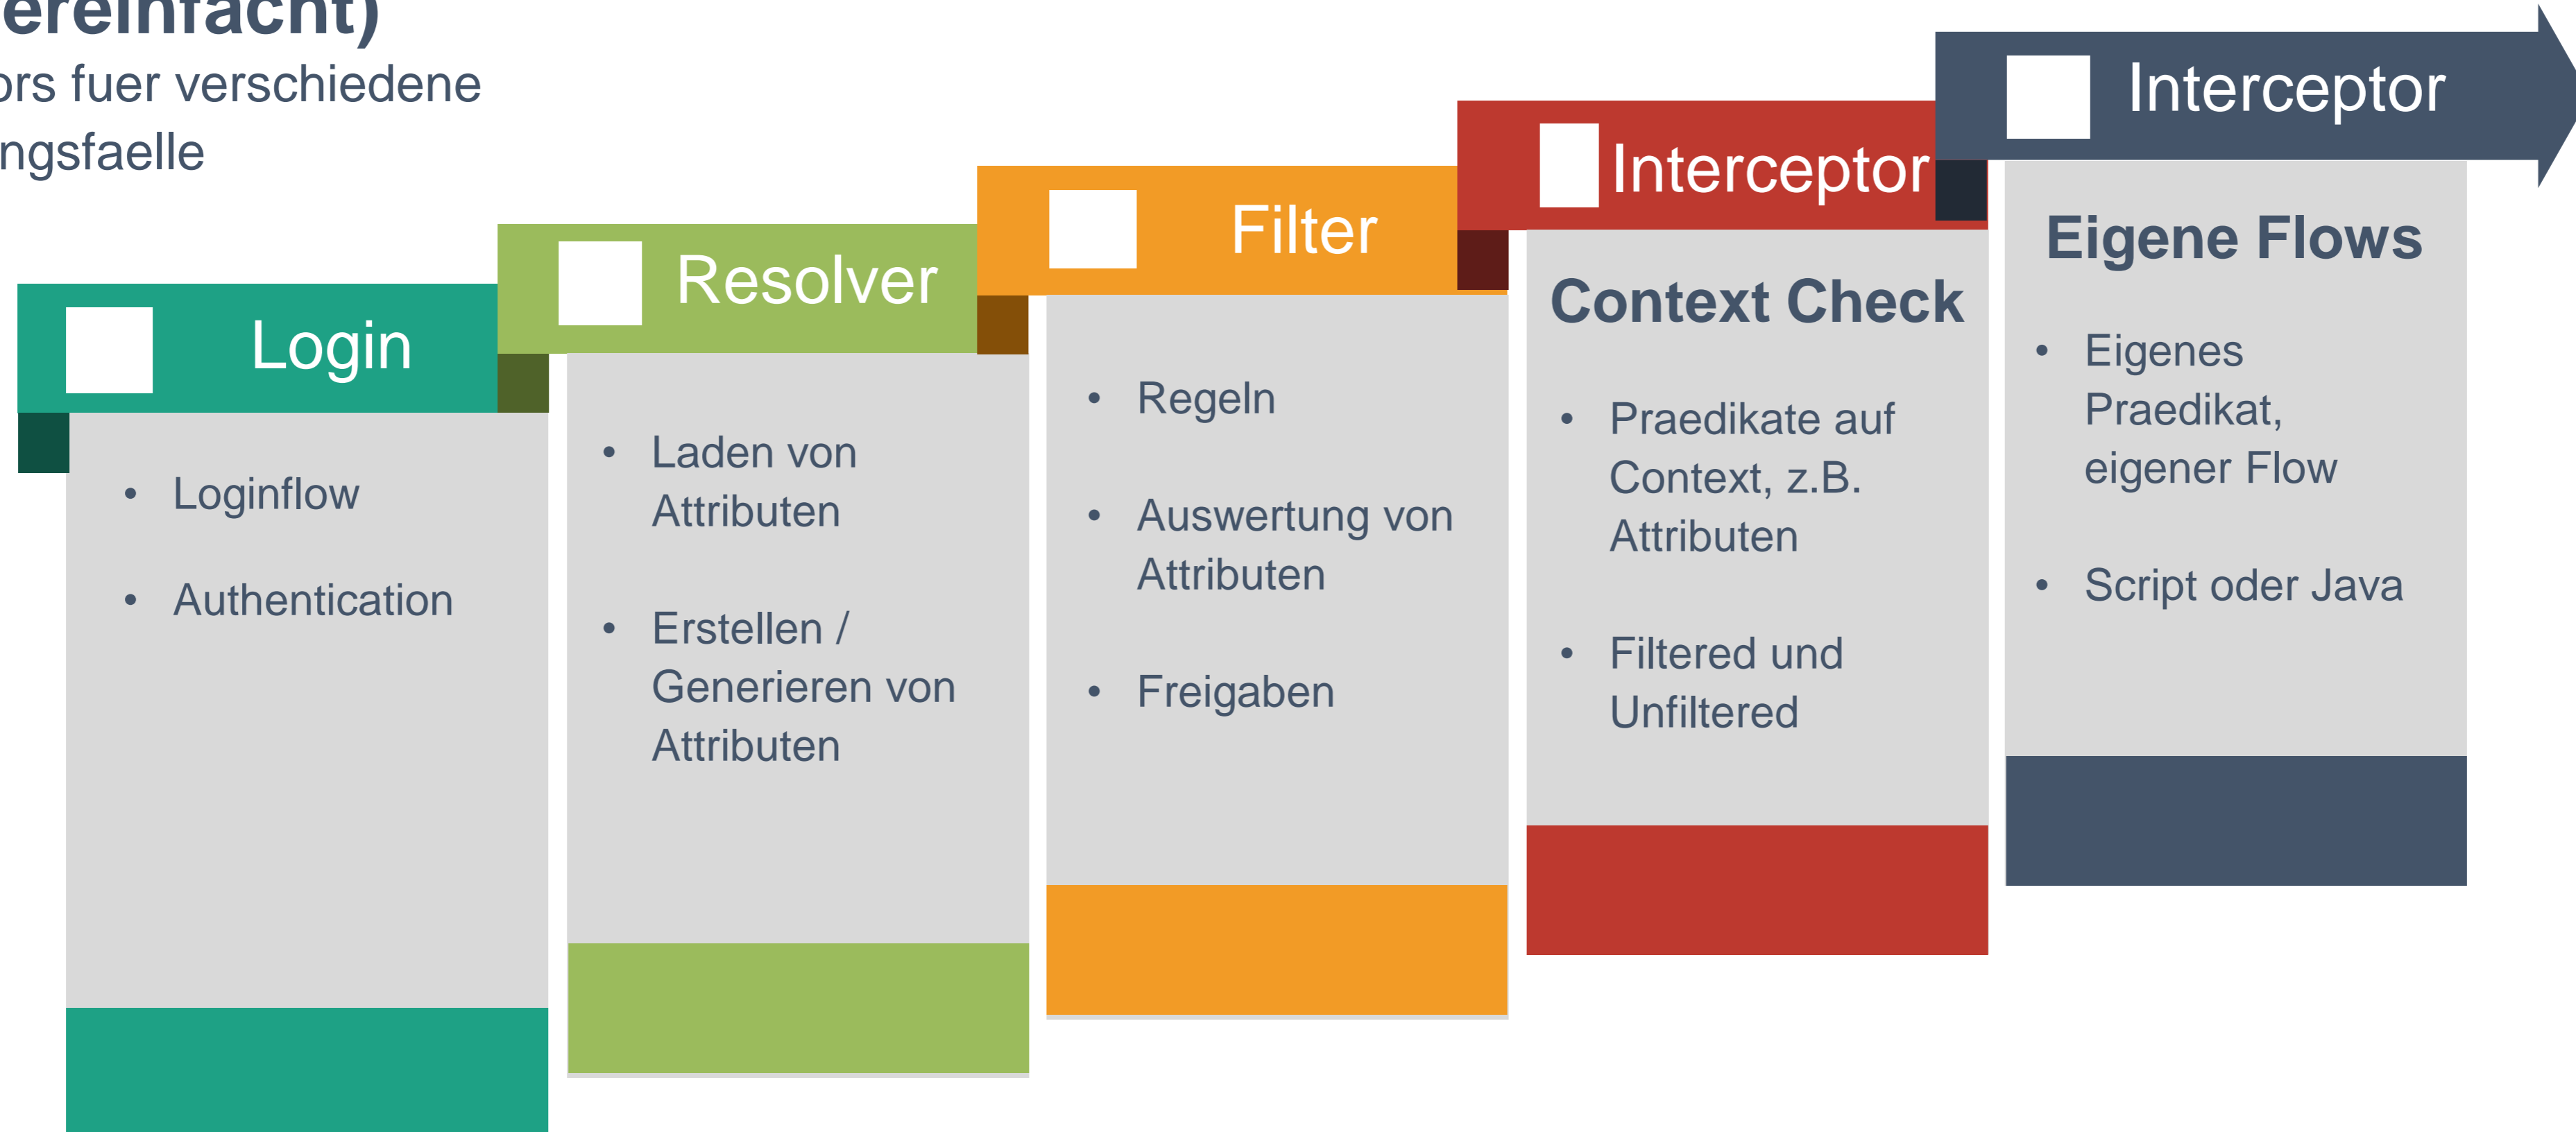 ereinfacht)
ors fuer verschiedene
ngsfaelle
Login
• Loginflow
• Authentication
Resolver
• Laden von
Attributen
• Erstellen /
Generieren von
Attributen
Filter
• Regeln
• Auswertung von
Attributen
• Freigaben
Interceptor
Context Check
• Praedikate auf
Context, z.B.
Attributen
• Filtered und
Unfiltered
Interceptor
Eigene Flows
• Eigenes
Praedikat,
eigener Flow
• Script oder Java